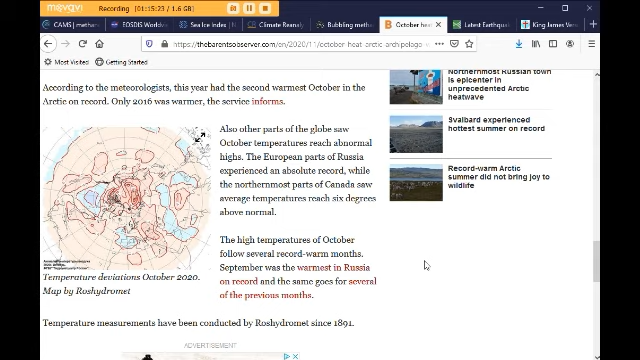 movavi
Recording | 01:15:23 / 1.6 GB
CAMS | methan
EOSDIS Worldvi
Sea Ice Index | S
Climate Reanaly
Bubbling metho
October heat
Latest Earthquak
King James Vers
https://thebarentsobserver.com/en/2020/11/october-heat-arctic-archipelago
Most Visited
Getting Started
According to the meteorologists, this year had the second warmest October in the
Arctic on record. Only 2016 was warmer, the service informs.
Also other parts of the globe saw
October temperatures reach abnormal
highs. The European parts of Russia
experienced an absolute record, while
the northernmost parts of Canada saw
average temperatures reach six degrees
above normal.
The high temperatures of October
follow several record-warm months.
September was the warmest in Russia
on record and the same goes for several
of the previous months.
Temperature deviations October 2020.
Map by Roshydromet
Temperature measurements have been conducted by Roshydromet since 1891.
ADVERTISEMENT
Northernmost Russian town
is epicenter in
unprecedented Arctic
heatwave
Svalbard experienced
hottest summer on record
Record-warm Arctic
summer did not bring joy to
wildlife